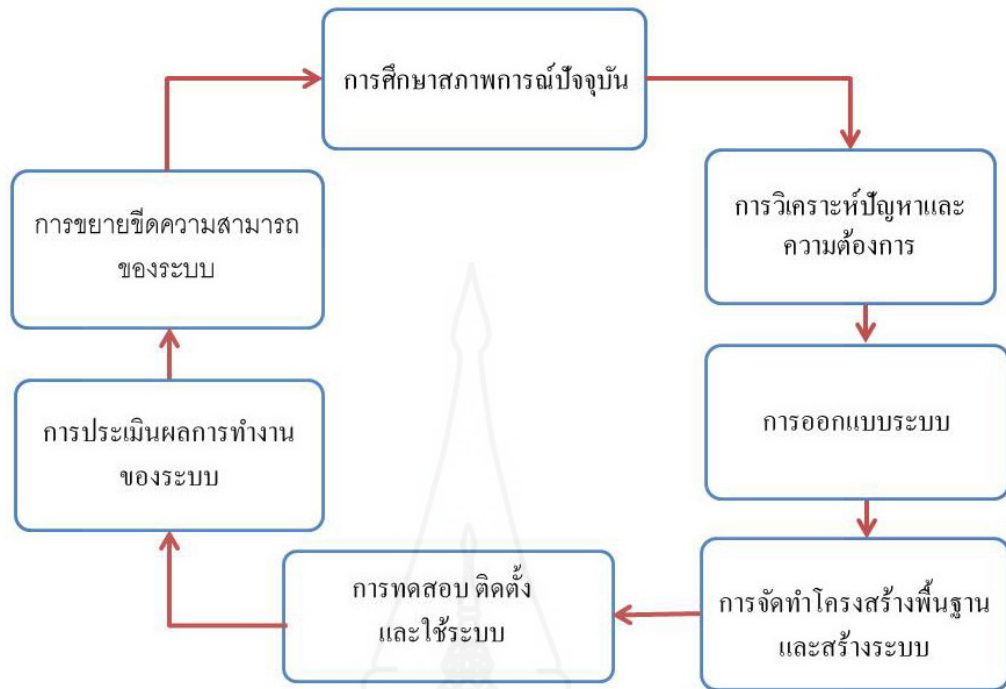 การศึกษาสภาพการณ์ปัจจุบัน
การวิเคราะห์ปัญหาและ
ความต้องการ
การออกแบบระบบ
การจัดทำโครงสร้างพื้นฐาน
และสร้างระบบ
การทดสอบ ติดตั้ง
และใช้ระบบ
การประเมินผลการทำงาน
ของระบบ
การขยายขีดความสามารถ
ของระบบ